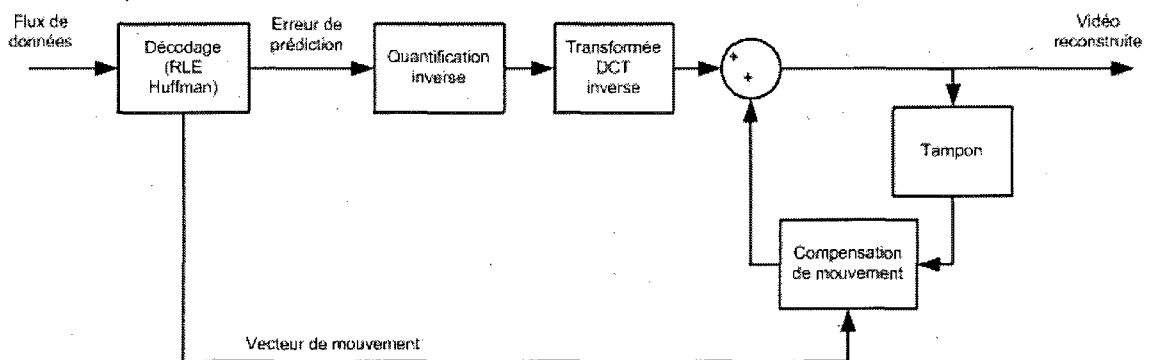 Flux de
données
Décodage
(RLE
Huffman)
Erreur de
prédiction
Quantification
inverse
Transformée
DCT
inverse
+
+
Vidéo
reconstruite
Tampon
Compensation
de mouvement
Vecteur de mouvement